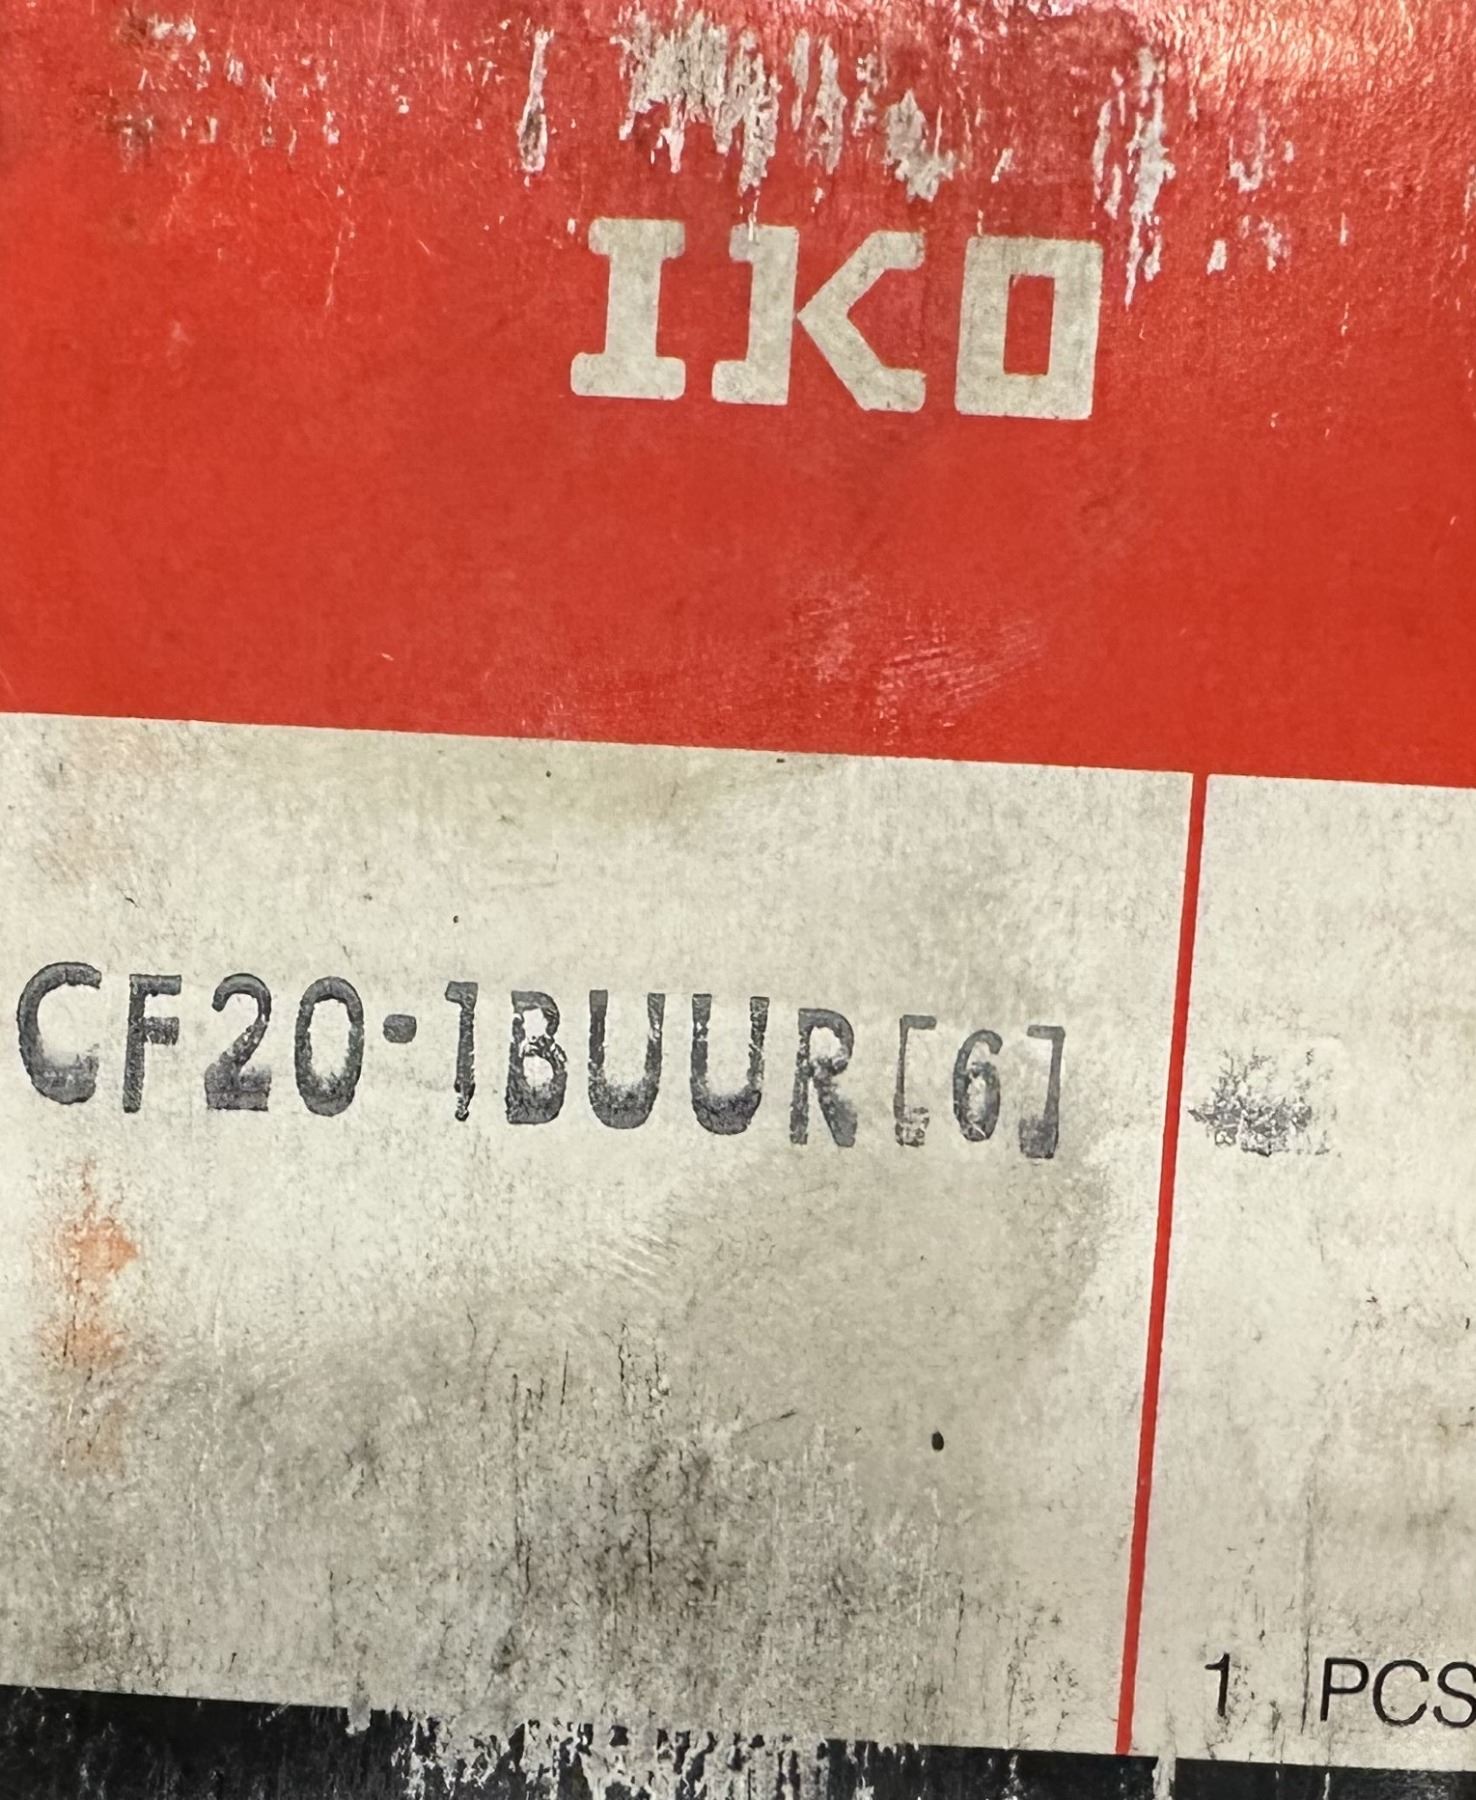 IKO
CF20-1BUUR[6]
1 PCS